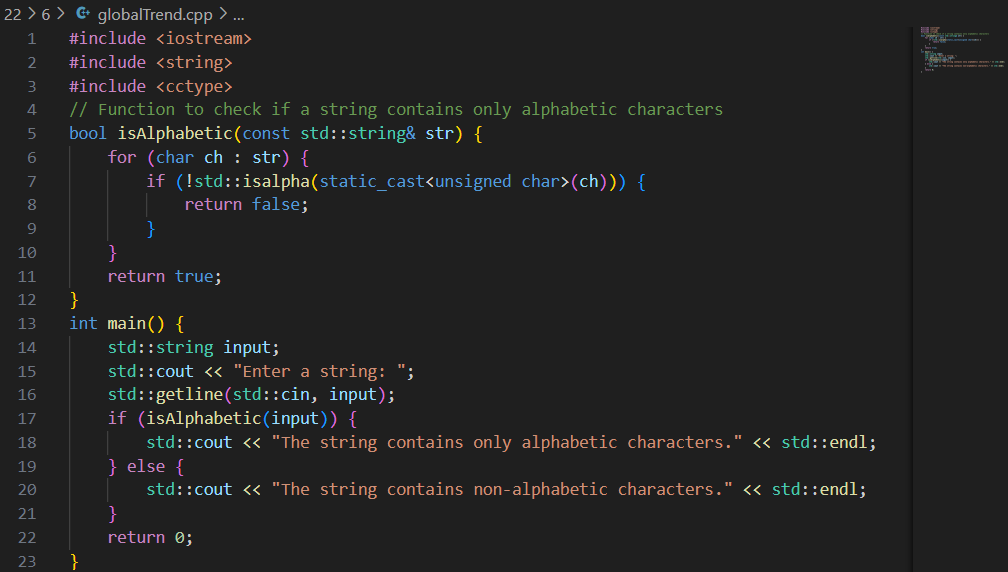 22 > 6 > globalTrend.cpp > ...
1 #include <iostream>
2 #include <string>
3 #include <cctype>
4 // Function to check if a string contains only alphabetic characters
5 bool isAlphabetic(const std::string& str) {
6     for (char ch : str) {
7         if (!std::isalpha(static_cast<unsigned char>(ch))) {
8             return false;
9         }
10     }
11     return true;
12 }
13 int main() {
14     std::string input;
15     std::cout << "Enter a string: ";
16     std::getline(std::cin, input);
17     if (isAlphabetic(input)) {
18         std::cout << "The string contains only alphabetic characters." << std::endl;
19     } else {
20         std::cout << "The string contains non-alphabetic characters." << std::endl;
21     }
22     return 0;
23 }